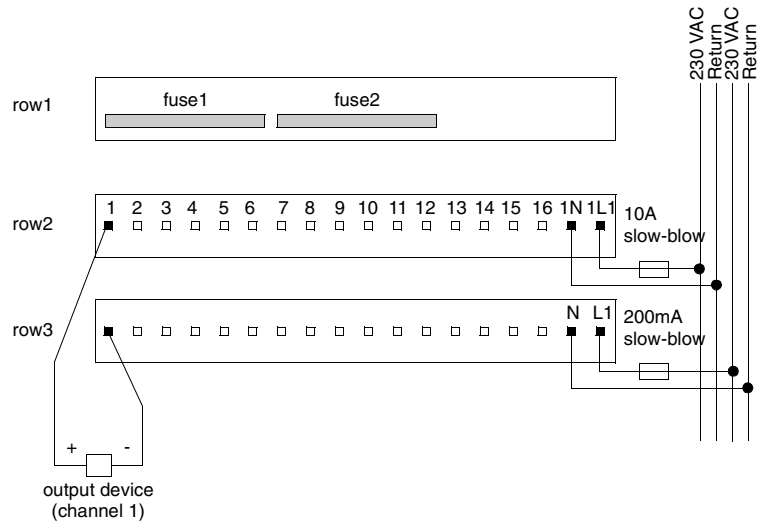 230 VAC
Return
230 VAC
Return
row1
fuse1 fuse2
row2
1 2 3 4 5 6 7 8 9 10 11 12 13 14 15 16 1N 1L1
10A
slow-blow
row3
N L1
200mA
slow-blow
+ -
output device
(channel 1)